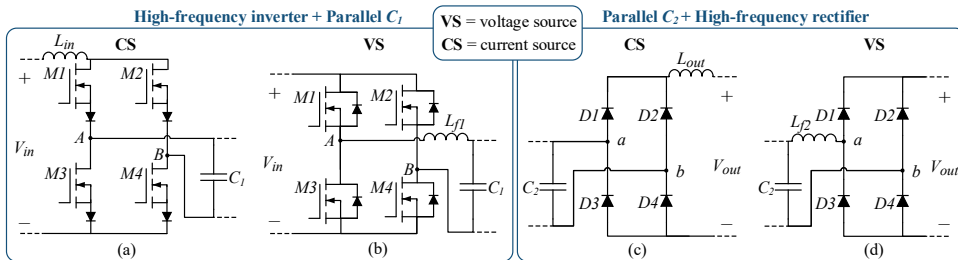 High-frequency inverter + Parallel C1
VS = voltage source
CS = current source
Parallel C2 + High-frequency rectifier
Lin
CS
M1
M2
+
A
Vin
B
M3
M4
C1
−
(a)
VS
+
M1
M2
Lf1
A
Vin
B
M3
M4
C1
−
(b)
CS
Lout
D1
D2
+
a
C2
b
Vout
D3
D4
−
(c)
VS
D1
D2
+
Lf2
a
C2
b
Vout
D3
D4
−
(d)